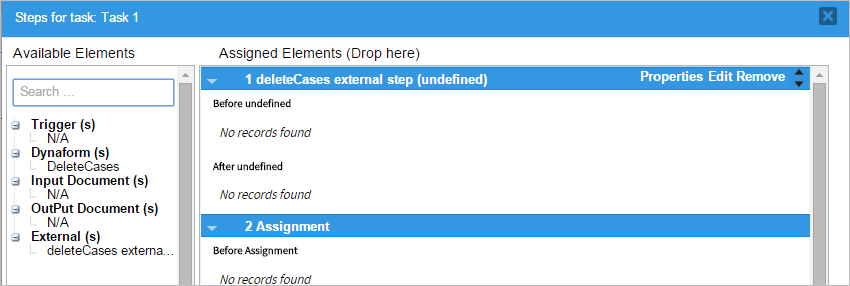 Steps for task: Task 1
Available Elements
Assigned Elements (Drop here)
Search ...
Trigger (s)
N/A
Dynaform (s)
DeleteCases
Input Document (s)
N/A
OutPut Document (s)
N/A
External (s)
deleteCases externa...
1 deleteCases external step (undefined)
Properties Edit Remove
Before undefined
No records found
After undefined
No records found
2 Assignment
Before Assignment
No records found